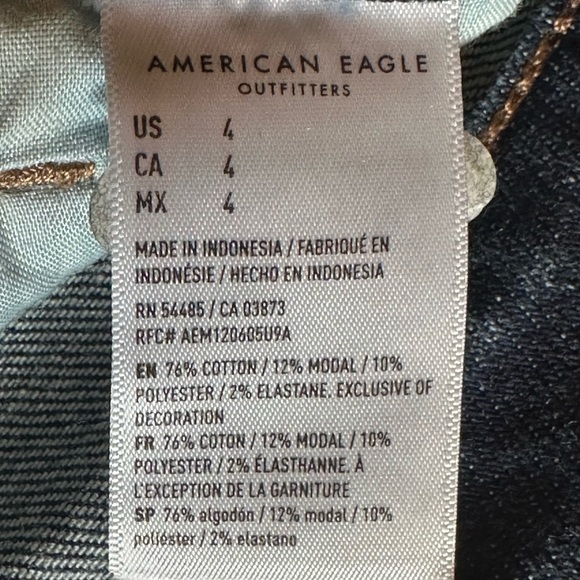 AMERICAN EAGLE
OUTFITTERS
US 4
CA 4
MX 4
MADE IN INDONESIA / FABRIQUÉ EN
INDONÉSIE / HECHO EN INDONESIA
RN 54485 / CA 03873
RFC# AEM120605U9A
EN 76% COTTON / 12% MODAL / 10%
POLYESTER / 2% ELASTANE. EXCLUSIVE OF
DECORATION
FR 76% COTON / 12% MODAL / 10%
POLYESTER / 2% ÉLASTHANNE. À
L'EXCEPTION DE LA GARNITURE
SP 76% algodón / 12% modal / 10%
poliéster / 2% elastano